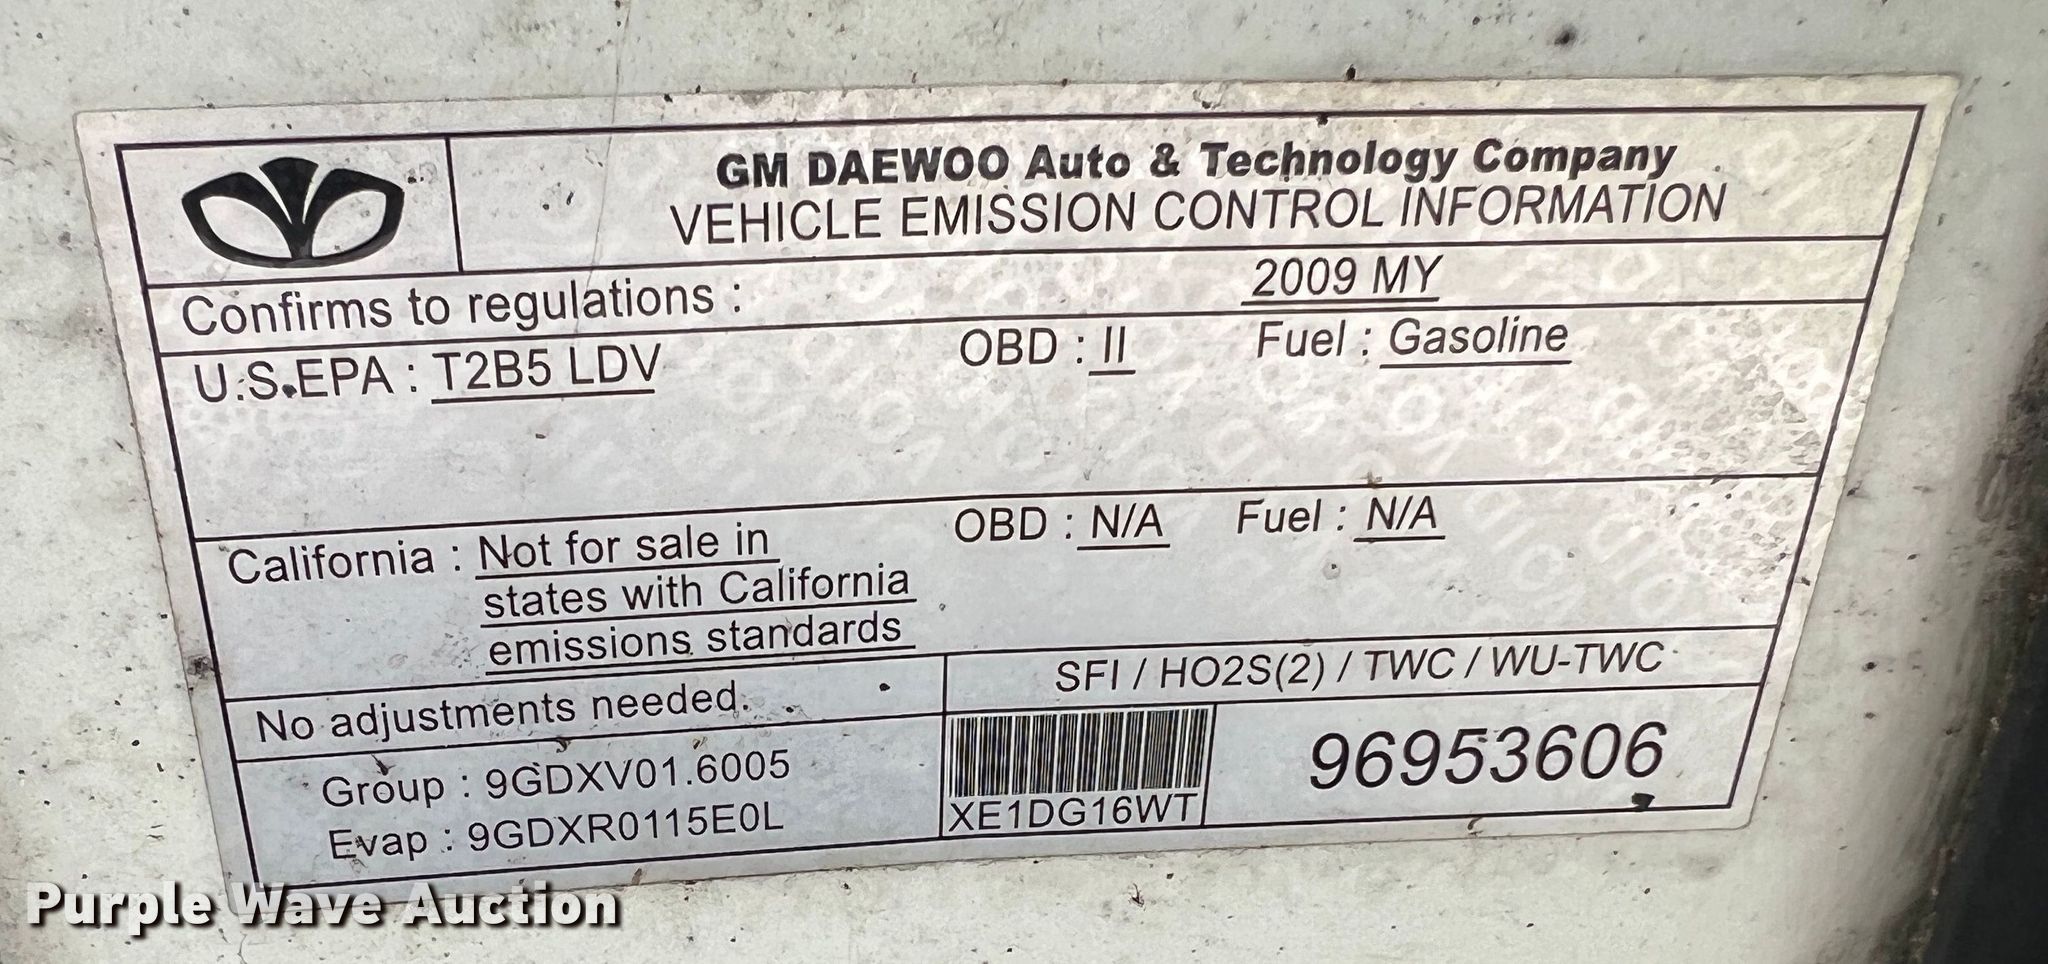 GM DAEWOO Auto & Technology Company
VEHICLE EMISSION CONTROL INFORMATION
Confirms to regulations : 2009 MY
U.S.EPA : T2B5 LDV OBD : II Fuel : Gasoline
California : Not for sale in OBD : N/A Fuel : N/A
states with California
emissions standards
No adjustments needed. SFI / HO2S(2) / TWC / WU-TWC
Group : 9GDXV01.6005 96953606
Evap : 9GDXR0115E0L XE1DG16WT
Purple Wave Auction